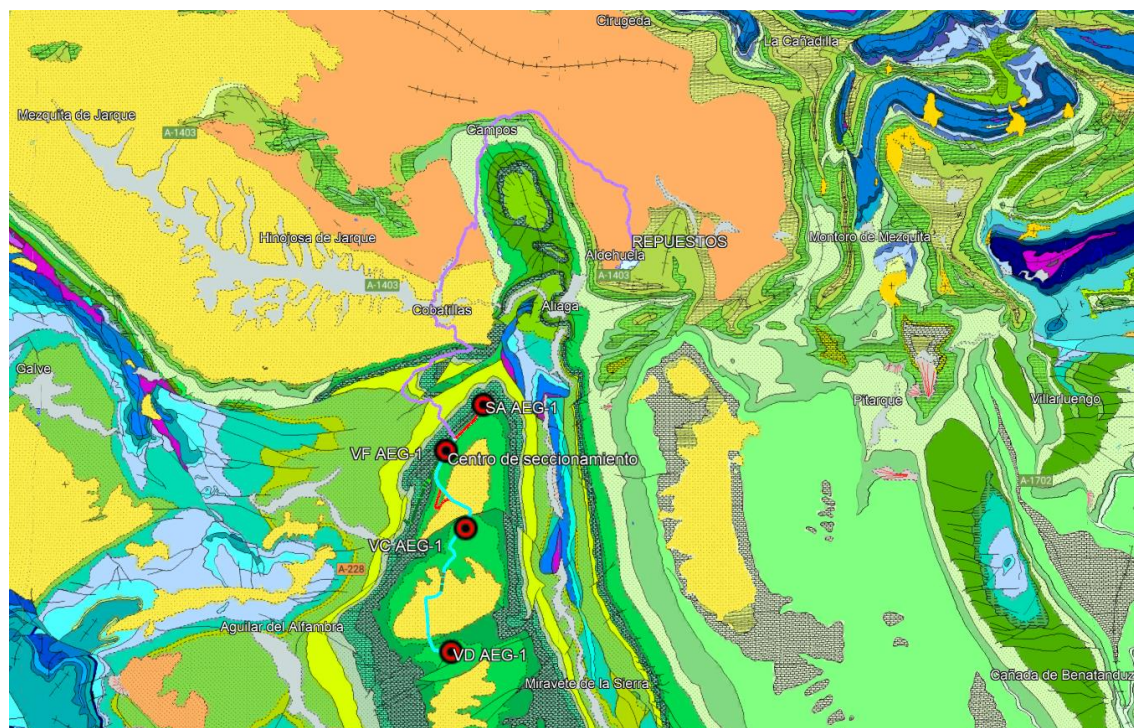 Cirugeda
La Cañadilla
Mezquita de Jarque
A-1403
Campos
Hinojosa de Jarque
REPUESTOS
Montoro de Mezquita
Aldehuela
A-1403
A-1403
Cobatillas
Aliaga
Galve
Pitarque
Villarluengo
SA AEG-1
VF AEG-1
Centro de seccionamiento
A-1702
VC AEG-1
A-228
Aguilar del Alfambra
VD AEG-1
Miravete de la Sierra
Cañada de Benatanduz